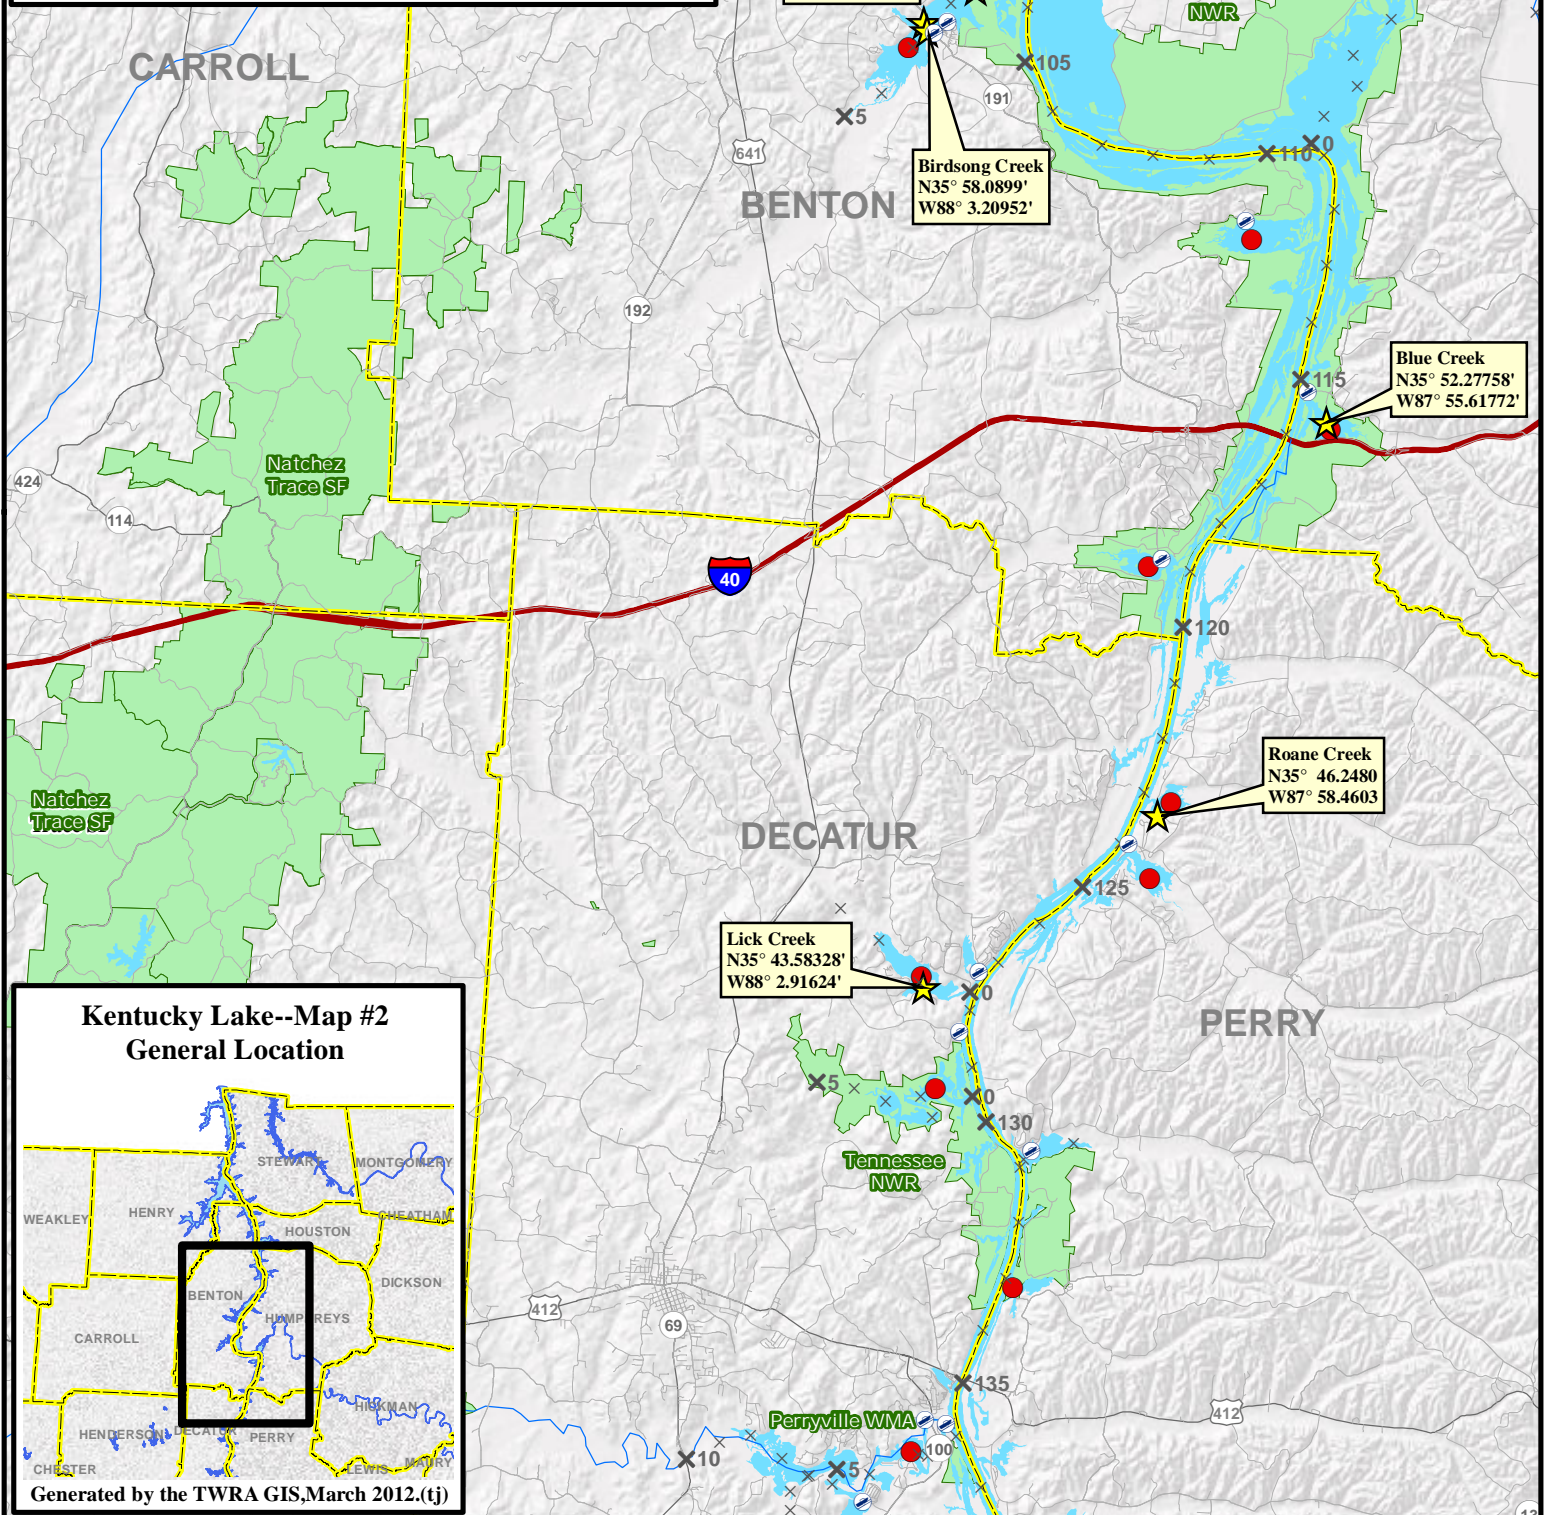 NWR
CARROLL
105
191
5
641
110
0
Birdsong Creek
N35° 58.0899'
W88° 3.20952'
BENTON
192
115
Blue Creek
N35° 52.27758'
W87° 55.61772'
Natchez
Trace SF
424
114
40
120
Roane Creek
N35° 46.2480
W87° 58.4603
Natchez
Trace SF
DECATUR
125
Lick Creek
N35° 43.58328'
W88° 2.91624'
0
PERRY
5
0
130
Tennessee
NWR
412
69
135
412
Perryville WMA
100
10
5
Kentucky Lake--Map #2
General Location
STEWART
MONTGOMERY
WEAKLEY
HENRY
CHEATHAM
HOUSTON
DICKSON
BENTON
HUMPHREYS
CARROLL
HICKMAN
HENDERSON
DECATUR
PERRY
CHESTER
LEWIS
MAURY
Generated by the TWRA GIS,March 2012.(tj)